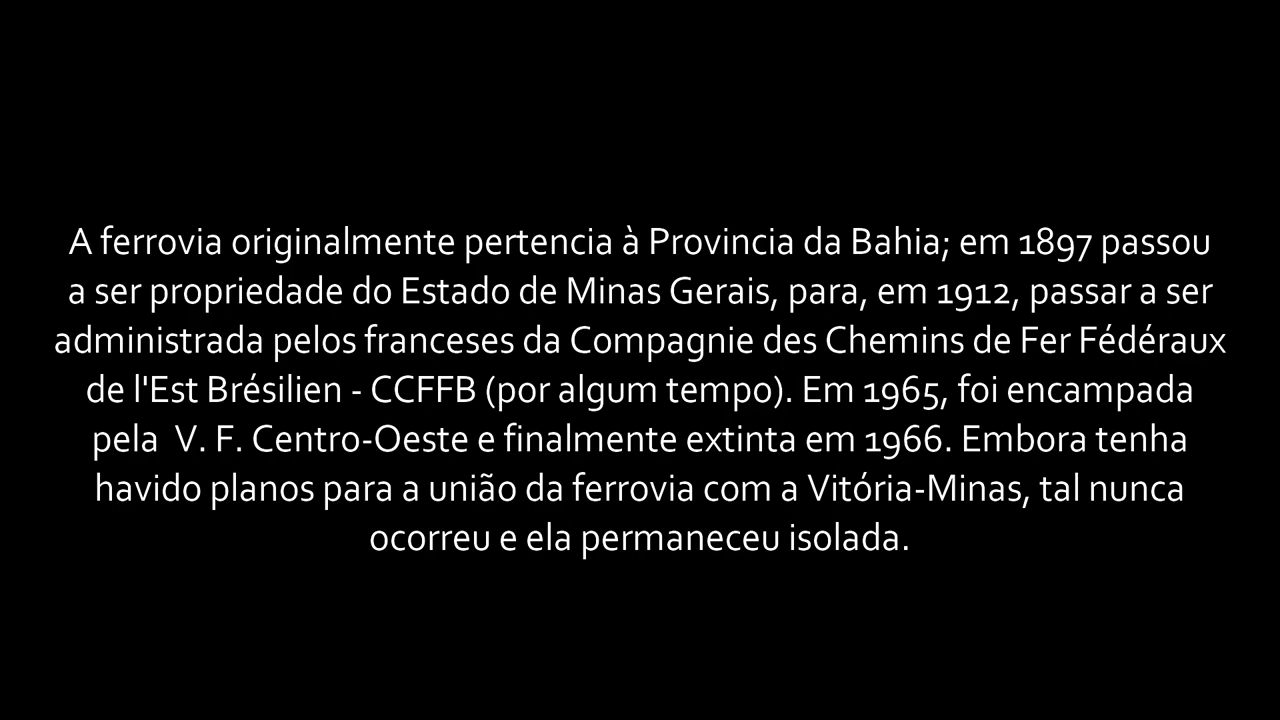 A ferrovia originalmente pertencia à Provincia da Bahia; em 1897 passou
a ser propriedade do Estado de Minas Gerais, para, em 1912, passar a ser
administrada pelos franceses da Compagnie des Chemins de Fer Fédéraux
de l'Est Brésilien - CCFFB (por algum tempo). Em 1965, foi encampada
pela  V. F. Centro-Oeste e finalmente extinta em 1966. Embora tenha
havido planos para a união da ferrovia com a Vitória-Minas, tal nunca
ocorreu e ela permaneceu isolada.